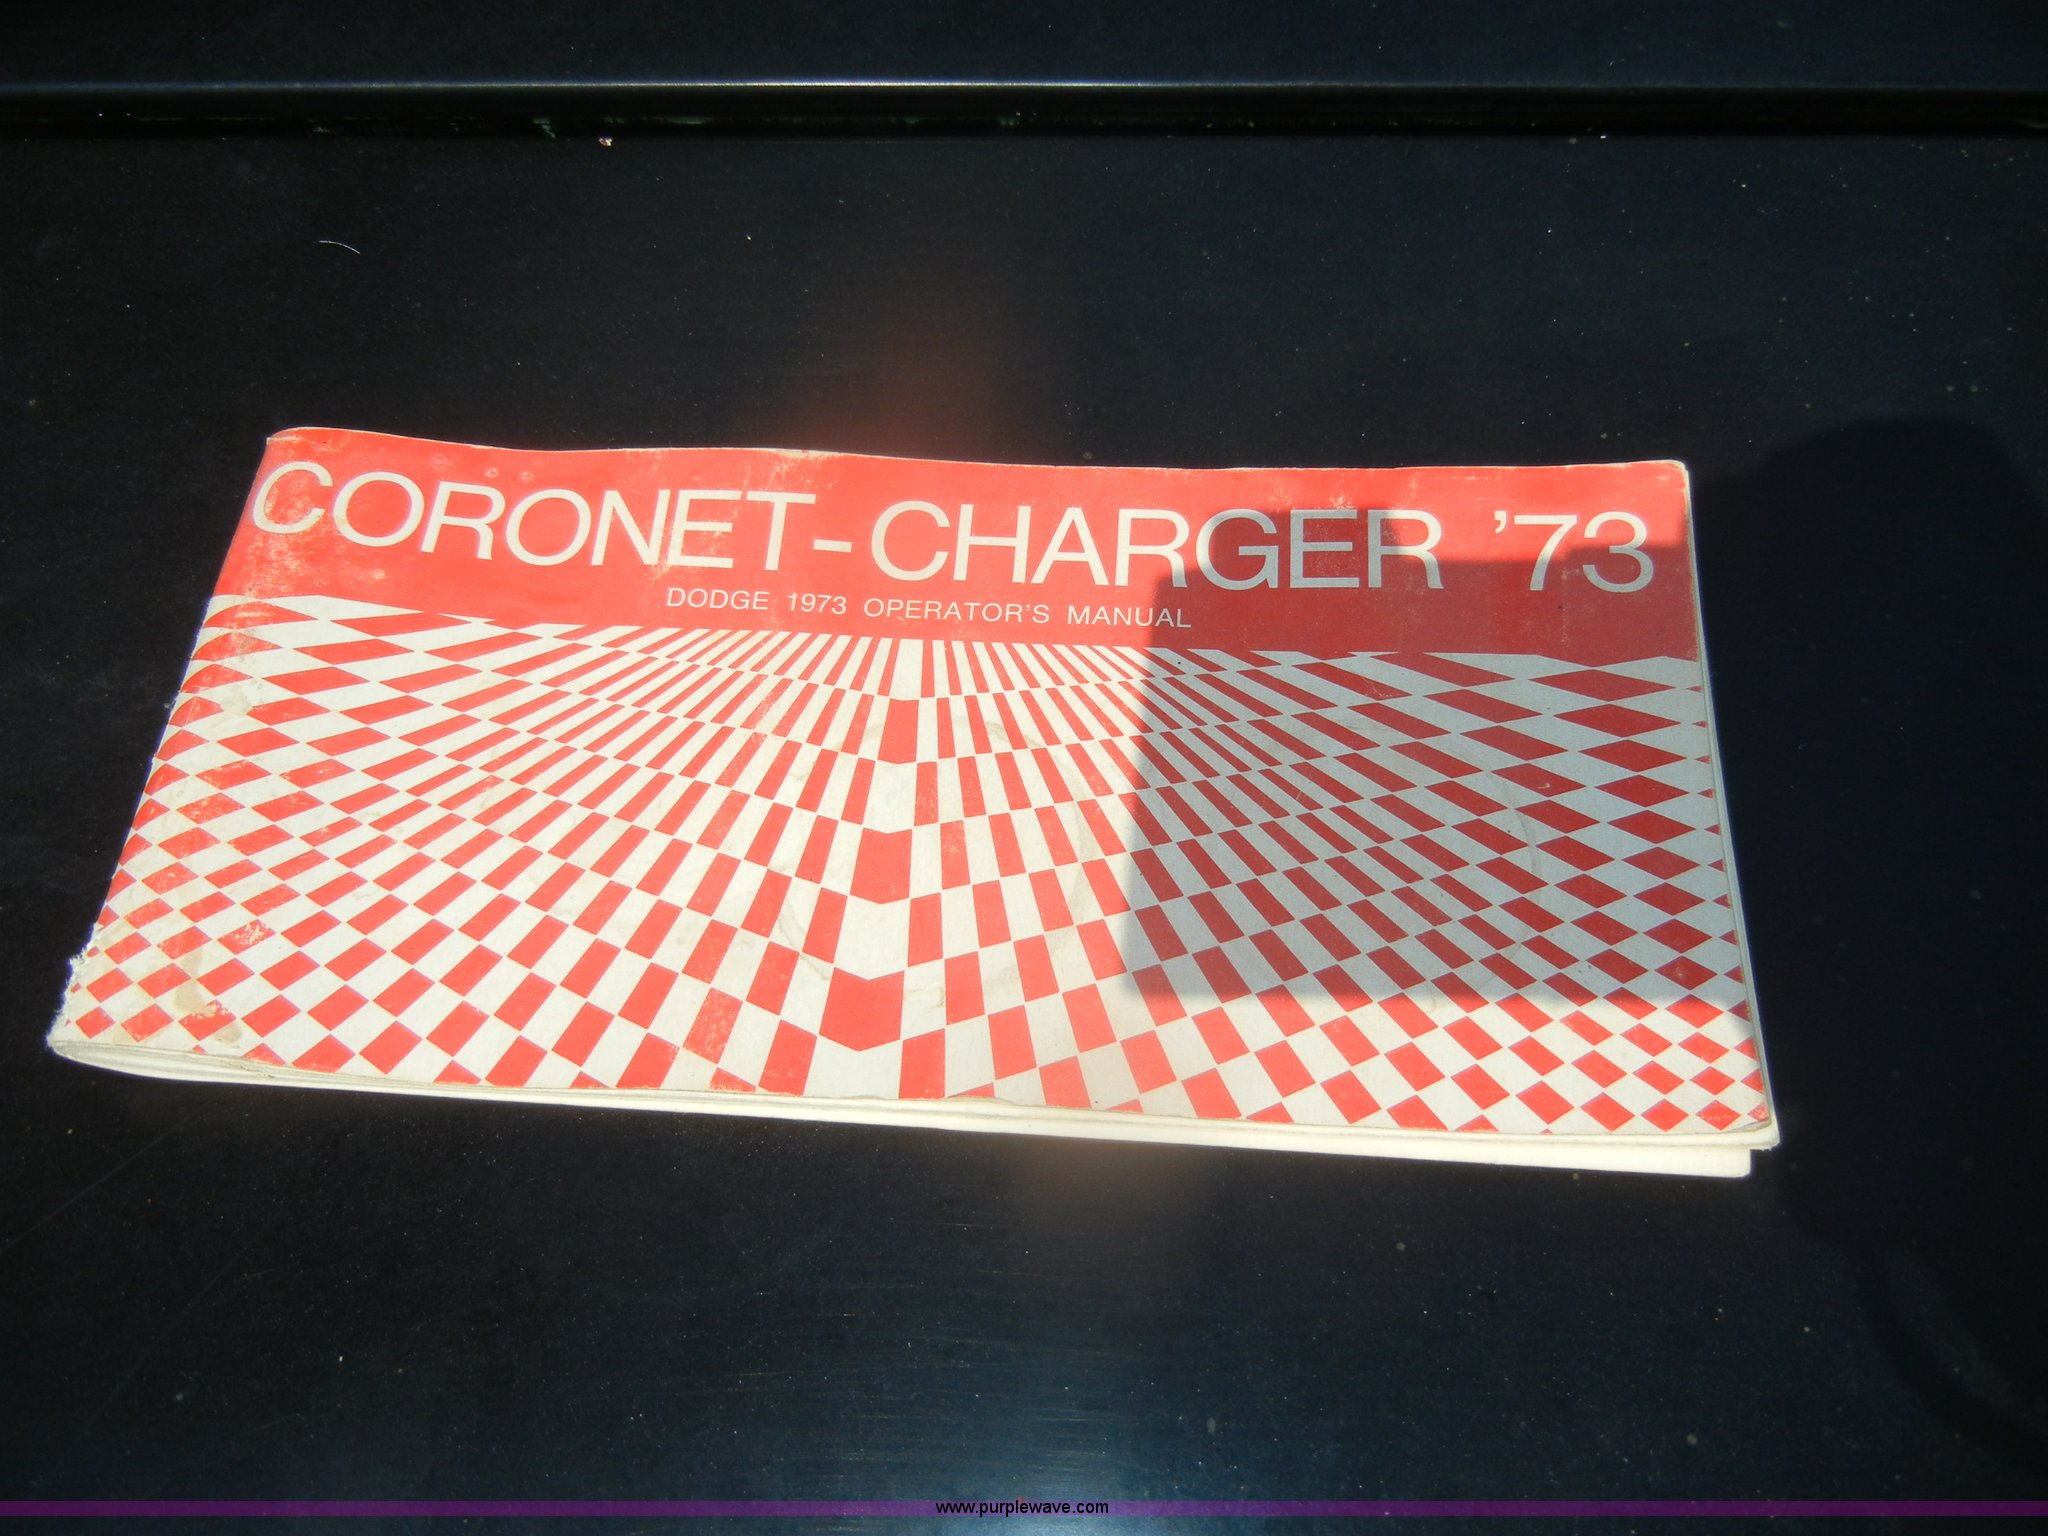 CORONET-CHARGER '73
DODGE 1973 OPERATOR'S MANUAL
www.purplewave.com